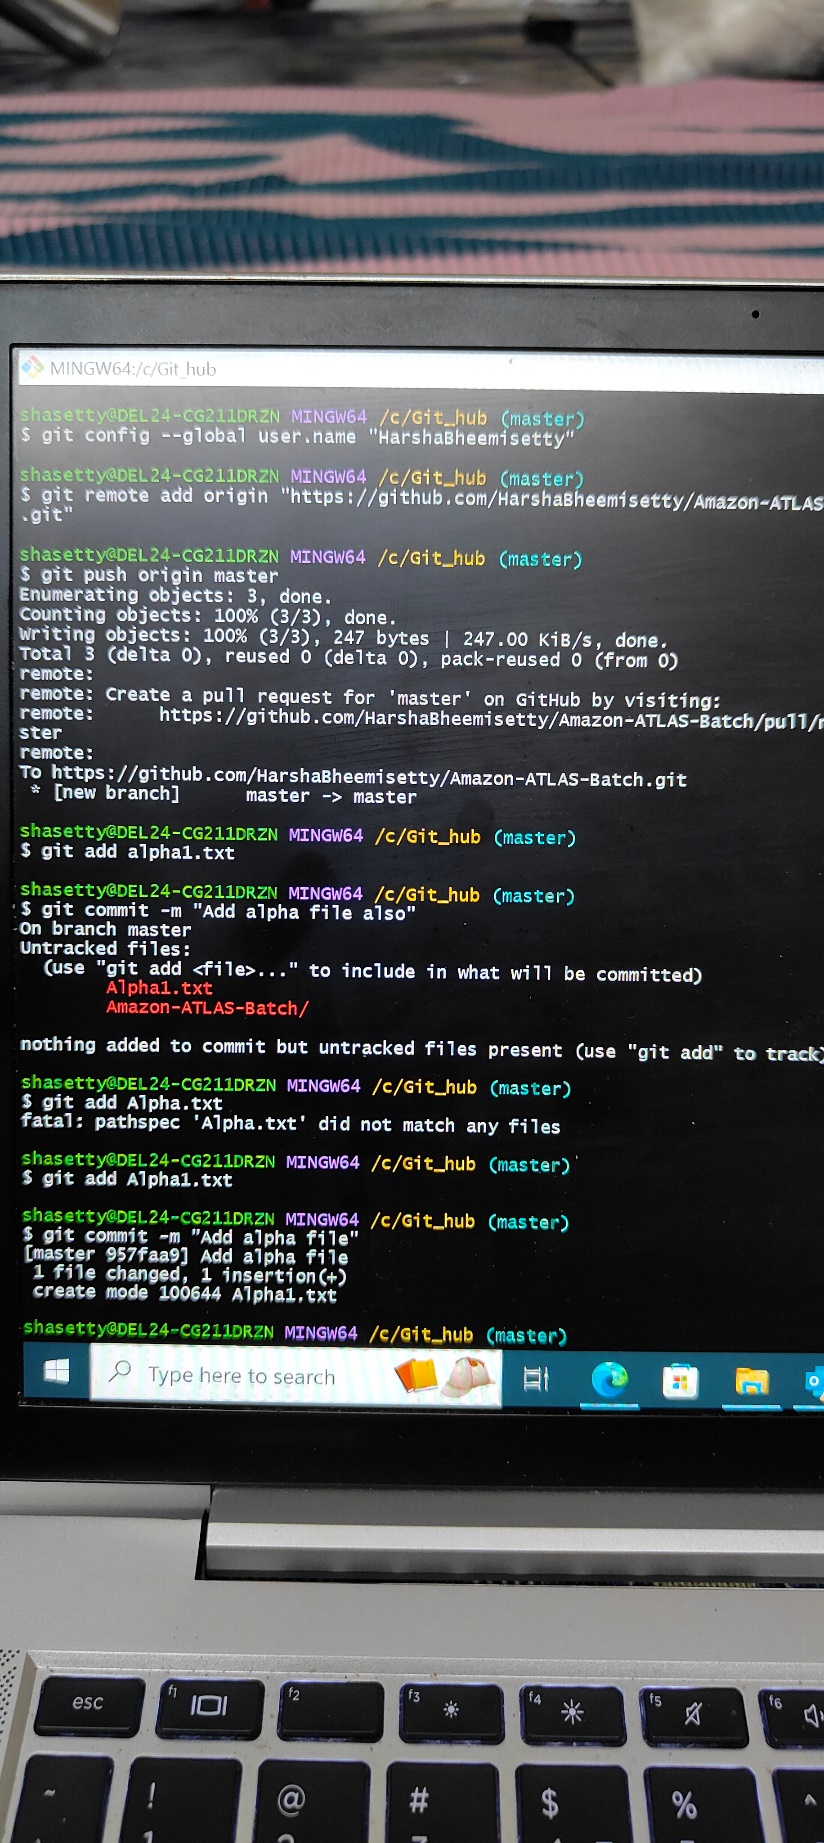 MINGW64:/c/Git_hub
shasetty@DEL24-CG211DRZN MINGW64 /c/Git_hub (master)
$ git config --global user.name "HarshaBheemisetty"
shasetty@DEL24-CG211DRZN MINGW64 /c/Git_hub (master)
$ git remote add origin "https://github.com/HarshaBheemisetty/Amazon-ATLAS
.git"
shasetty@DEL24-CG211DRZN MINGW64 /c/Git_hub (master)
$ git push origin master
Enumerating objects: 3, done.
Counting objects: 100% (3/3), done.
Writing objects: 100% (3/3), 247 bytes | 247.00 KiB/s, done.
Total 3 (delta 0), reused 0 (delta 0), pack-reused 0 (from 0)
remote:
remote: Create a pull request for 'master' on GitHub by visiting:
remote:      https://github.com/HarshaBheemisetty/Amazon-ATLAS-Batch/pull/
ster
remote:
To https://github.com/HarshaBheemisetty/Amazon-ATLAS-Batch.git
 * [new branch]      master -> master
shasetty@DEL24-CG211DRZN MINGW64 /c/Git_hub (master)
$ git add alpha1.txt
shasetty@DEL24-CG211DRZN MINGW64 /c/Git_hub (master)
$ git commit -m "Add alpha file also"
On branch master
Untracked files:
  (use "git add <file>..." to include in what will be committed)
        Alpha1.txt
        Amazon-ATLAS-Batch/
nothing added to commit but untracked files present (use "git add" to track)
shasetty@DEL24-CG211DRZN MINGW64 /c/Git_hub (master)
$ git add Alpha.txt
fatal: pathspec 'Alpha.txt' did not match any files
shasetty@DEL24-CG211DRZN MINGW64 /c/Git_hub (master)
$ git add Alpha1.txt
shasetty@DEL24-CG211DRZN MINGW64 /c/Git_hub (master)
$ git commit -m "Add alpha file"
[master 957faa9] Add alpha file
 1 file changed, 1 insertion(+)
 create mode 100644 Alpha1.txt
shasetty@DEL24-CG211DRZN MINGW64 /c/Git_hub (master)
Type here to search
esc f1 f2 f3 f4 f5 f6
~ ! @ # $ % ^